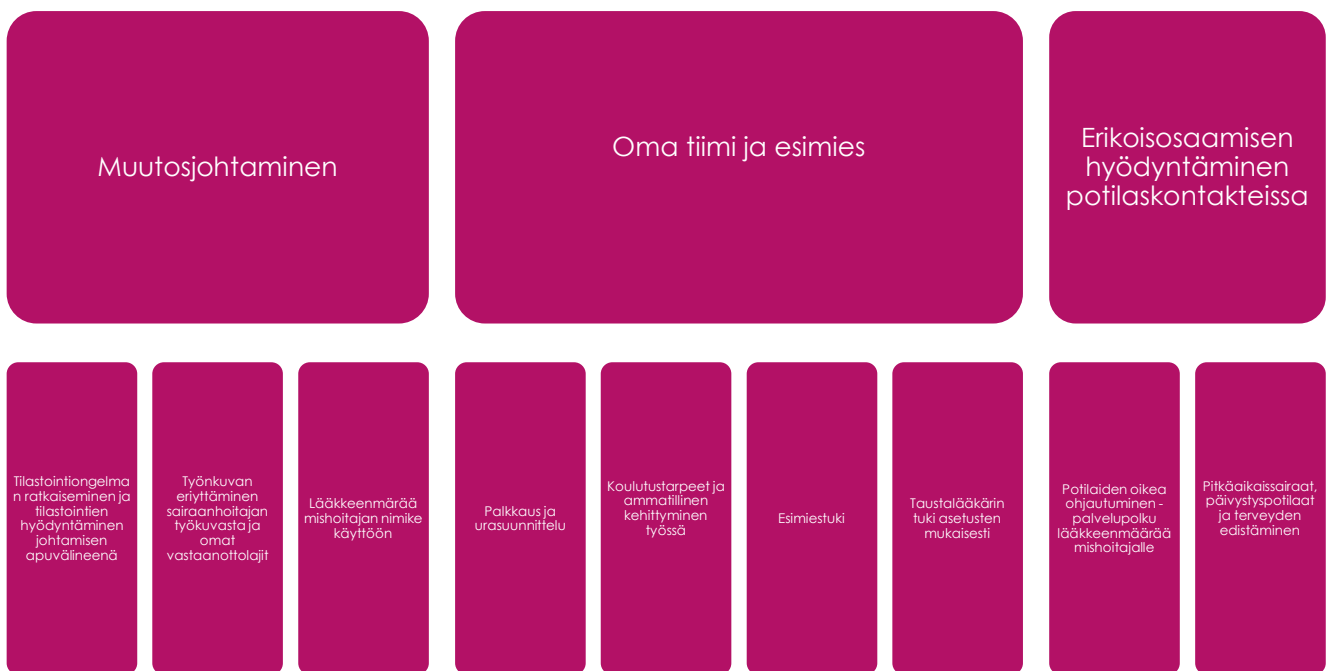 Muutosjohtaminen
Oma tiimi ja esimies
Erikoisosaamisen
hyödyntäminen
potilaskontakteissa
Tilastointiongelma
n ratkaiseminen ja
tilastointien
hyödyntäminen
johtamisen
apuvälineenä
Työnkuvan
eriyttäminen
sairaanhoitajan
työkuvasta ja
omat
vastaanottolajit
Lääkkeenmärää
mishoitajan nimike
käyttöön
Palkkaus ja
urasuunnittelu
Koulutustarpeet ja
ammatillinen
kehittyminen
työssä
Esimiestuki
Taustalääkärin
tuki asetusten
mukaisesti
Potilaiden oikea
ohjautuminen -
palvelupolku
lääkkeenmärää
mishoitajalle
Pitkäaikaissairaat,
päivystyspotilaat
ja terveyden
edistäminen